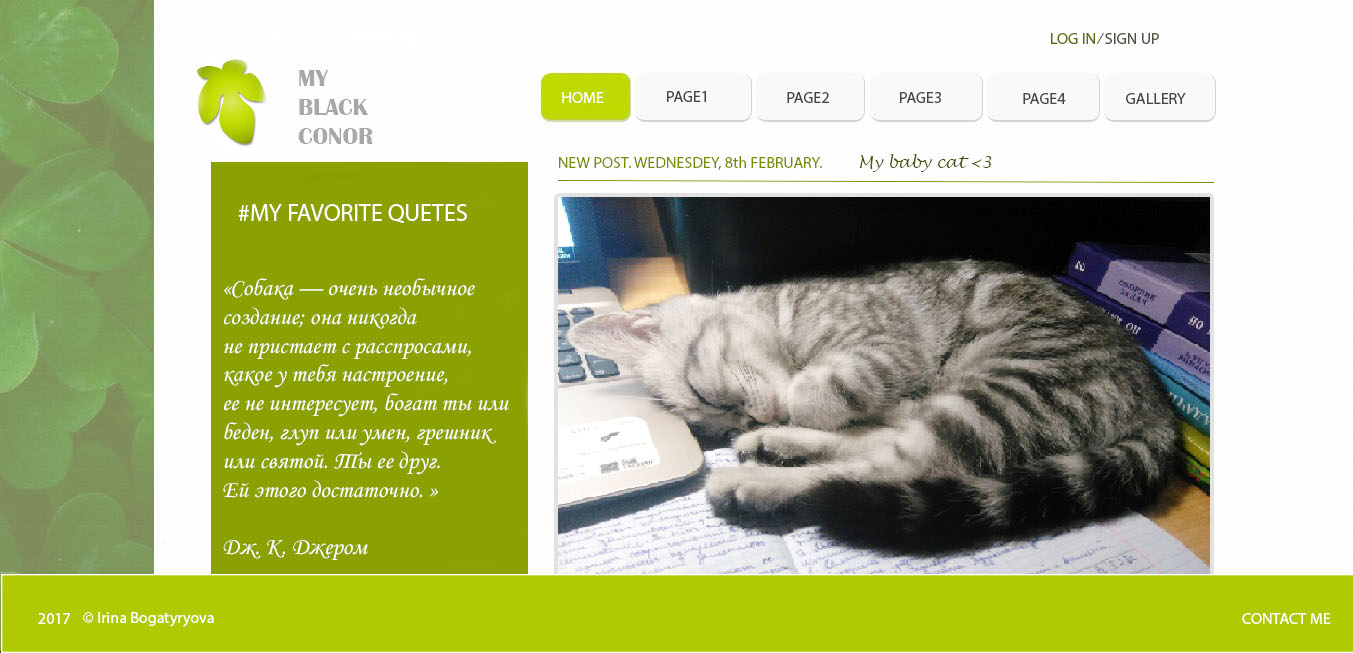 LOG IN/SIGN UP
MY
BLACK
CONOR
HOME
PAGE1
PAGE2
PAGE3
PAGE4
GALLERY
NEW POST. WEDNESDEY, 8th FEBRUARY.
My baby cat <3
#MY FAVORITE QUETES
«Собака — очень необычное
создание; она никогда
не пристает с расспросами,
какое у тебя настроение,
ее не интересует, богат ты или
беден, глуп или умен, грешник
или святой. Ты ее друг.
Ей этого достаточно. »
Дж. К. Джером
СБОРНИК
ЗАДАЧ
ПО
2017 © Irina Bogatyryova
CONTACT ME